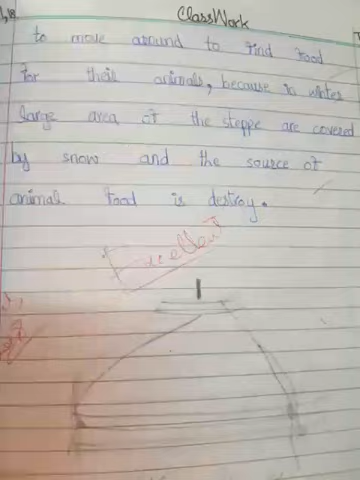 ClassWork
to move around to find food
for their animals, because in winter
large area of the steppe are covered
by snow and the source of
animal food is destroy.
Excellent